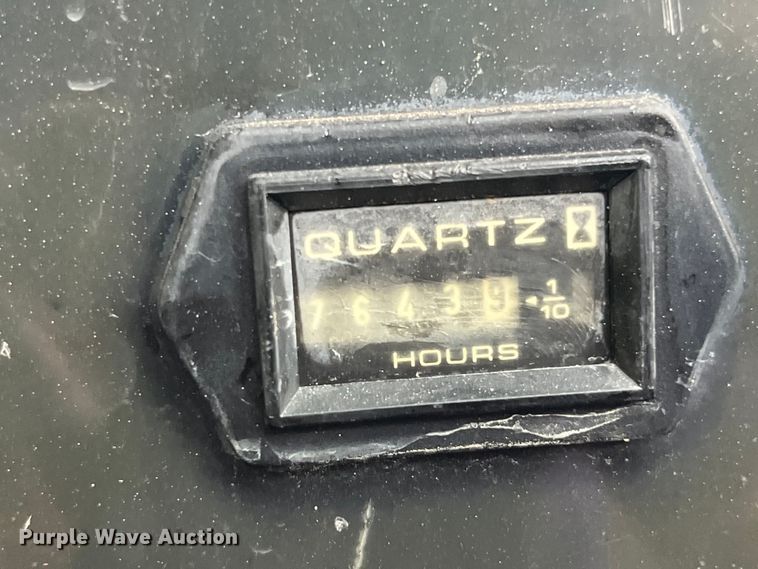 QUARTZ
7 6 4 3 9 1/10
HOURS
Purple Wave Auction®